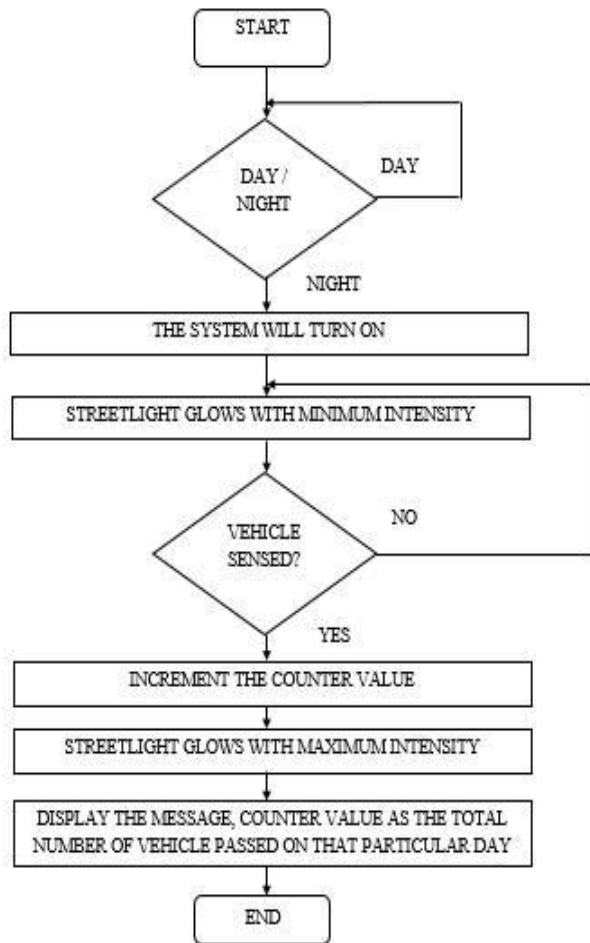 START
DAY /
NIGHT
DAY
NIGHT
THE SYSTEM WILL TURN ON
STREETLIGHT GLOWS WITH MINIMUM INTENSITY
VEHICLE
SENSED?
NO
YES
INCREMENT THE COUNTER VALUE
STREETLIGHT GLOWS WITH MAXIMUM INTENSITY
DISPLAY THE MESSAGE, COUNTER VALUE AS THE TOTAL
NUMBER OF VEHICLE PASSED ON THAT PARTICULAR DAY
END